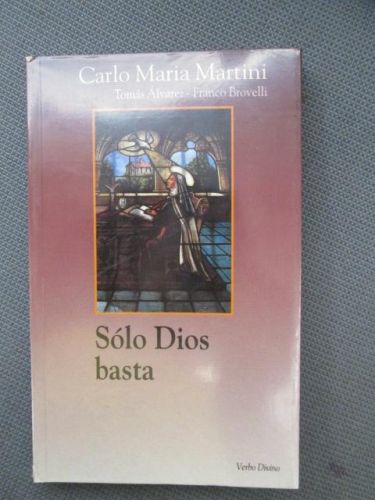 Carlo Maria Martini
Tomás Álvarez - Franco Brovelli
Sólo Dios
basta
Verbo Divino